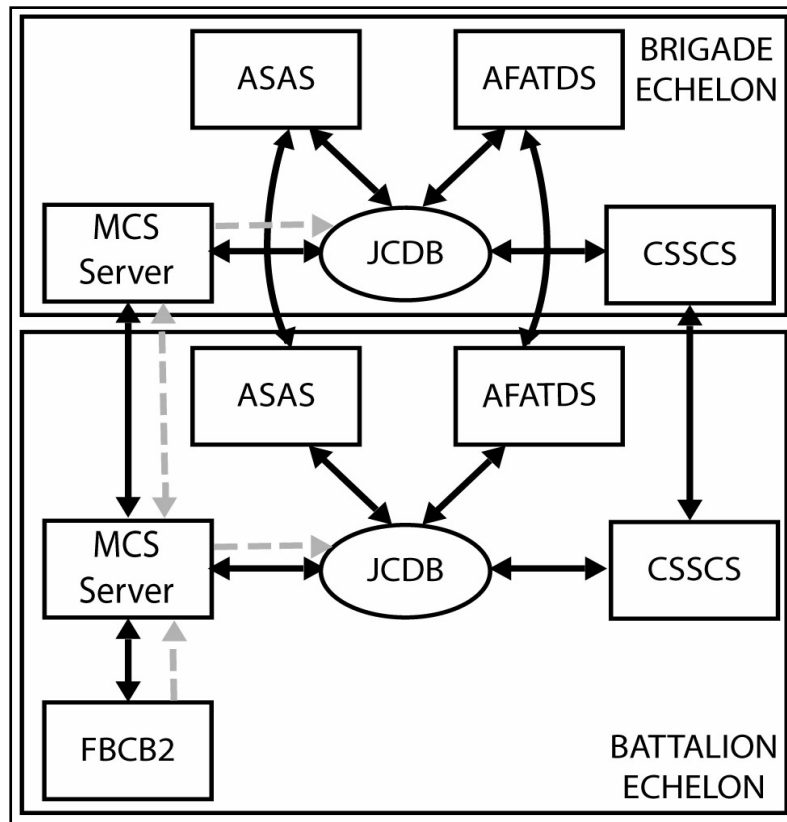 ASAS
AFATDS
BRIGADE
ECHELON
MCS
Server
JCDB
CSSCS
ASAS
AFATDS
MCS
Server
JCDB
CSSCS
FBCB2
BATTALION
ECHELON